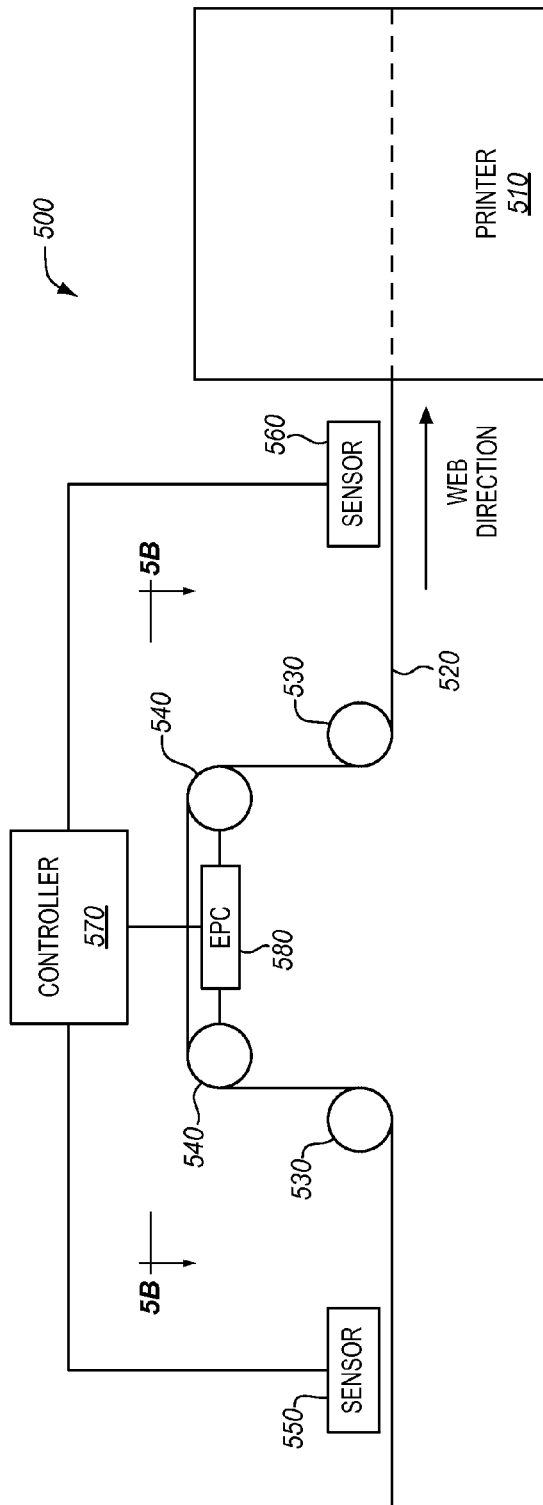 500
CONTROLLER
570
5B
5B
540
540
EPC
580
530
530
550
SENSOR
560
SENSOR
520
WEB
DIRECTION
PRINTER
510